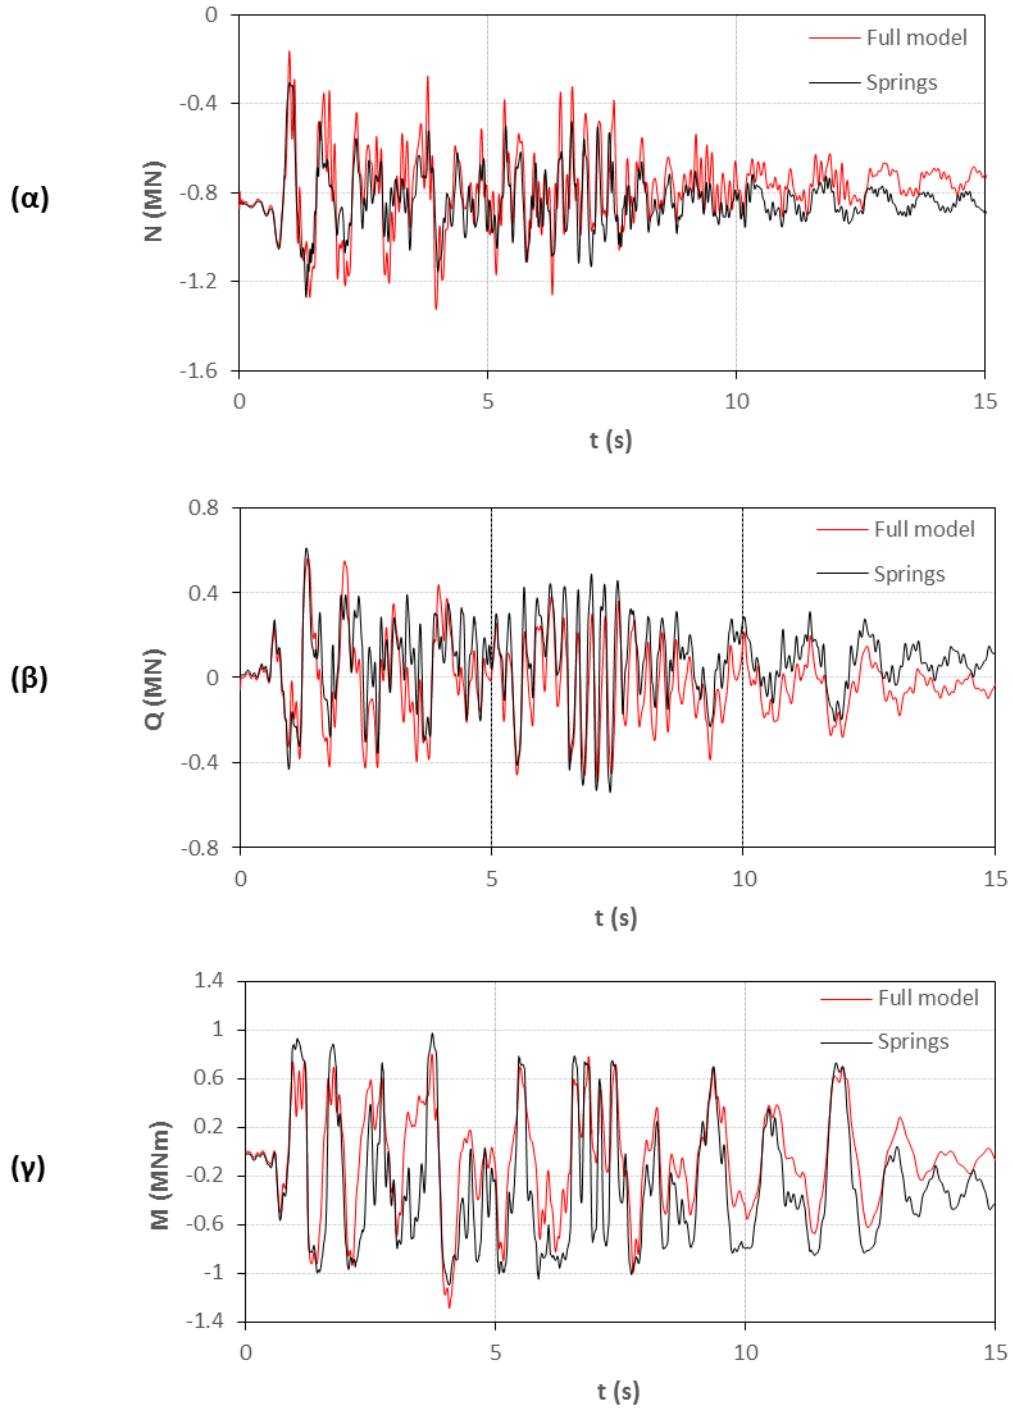 0
Full model
Springs
-0.4
(α)
N (MN)
-0.8
-1.2
-1.6
0 5 10 15
t (s)
0.8
Full model
Springs
0.4
(β)
Q (MN)
0
-0.4
-0.8
0 5 10 15
t (s)
1.4
Full model
1
Springs
0.6
0.2
(γ)
M (MNm)
-0.2
-0.6
-1
-1.4
0 5 10 15
t (s)